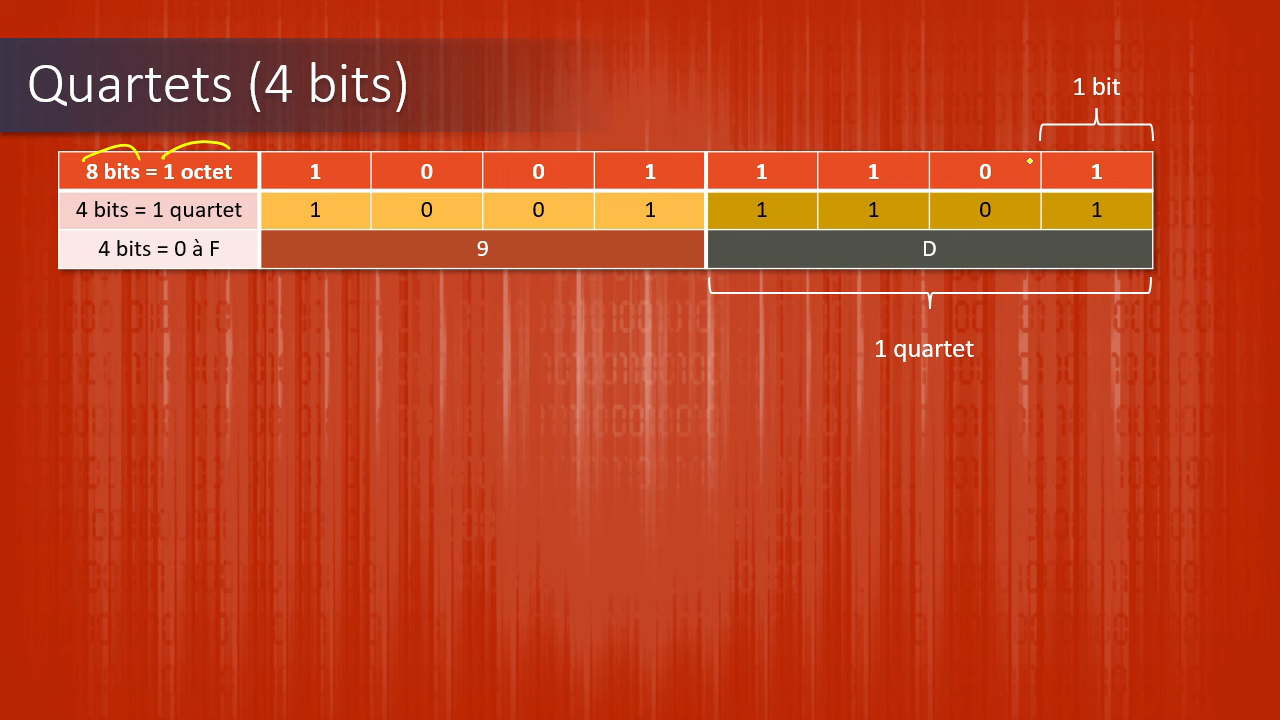 Quartets (4 bits)
1 bit
8 bits = 1 octet 1 0 0 1 1 1 0 1
4 bits = 1 quartet 1 0 0 1 1 1 0 1
4 bits = 0 à F 9 D
1 quartet